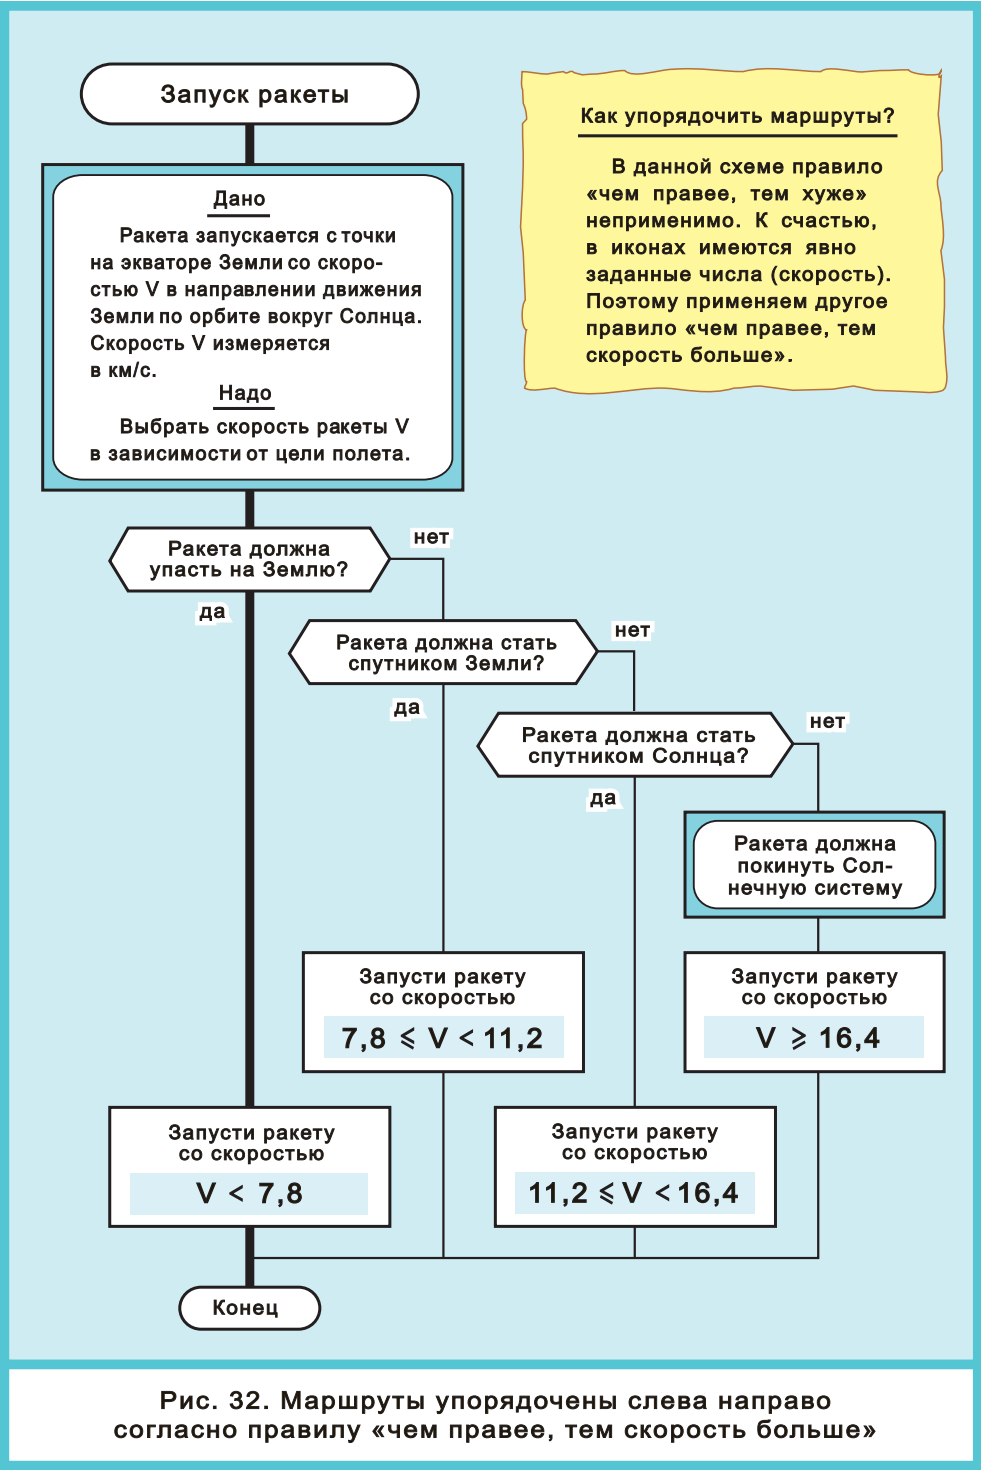 Запуск ракеты
Как упорядочить маршруты?
В данной схеме правило
«чем правее, тем хуже»
неприменимо. К счастью,
в иконах имеются явно
заданные числа (скорость).
Поэтому применяем другое
правило «чем правее, тем
скорость больше».
Дано
Ракета запускается с точки
на экваторе Земли со скоро-
стью V в направлении движения
Земли по орбите вокруг Солнца.
Скорость V измеряется
в км/с.
Надо
Выбрать скорость ракеты V
в зависимости от цели полета.
Ракета должна
упасть на Землю?
нет
да
Ракета должна стать
спутником Земли?
нет
да
Ракета должна стать
спутником Солнца?
нет
да
Ракета должна
покинуть Сол-
нечную систему
Запусти ракету
со скоростью
7,8 ⩽ V < 11,2
Запусти ракету
со скоростью
V ⩾ 16,4
Запусти ракету
со скоростью
V < 7,8
Запусти ракету
со скоростью
11,2 ⩽ V < 16,4
Конец
Рис. 32. Маршруты упорядочены слева направо
согласно правилу «чем правее, тем скорость больше»